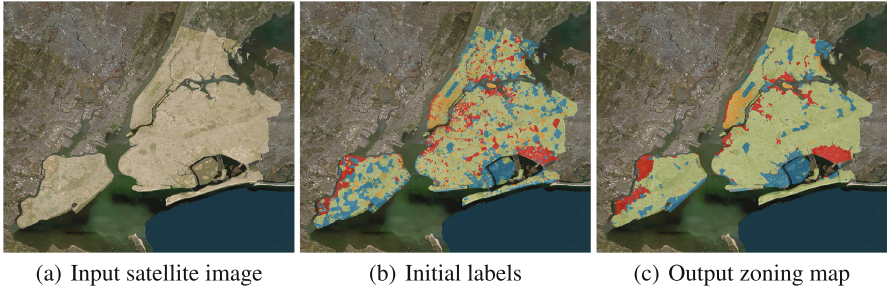 (a) Input satellite image
(b) Initial labels
(c) Output zoning map